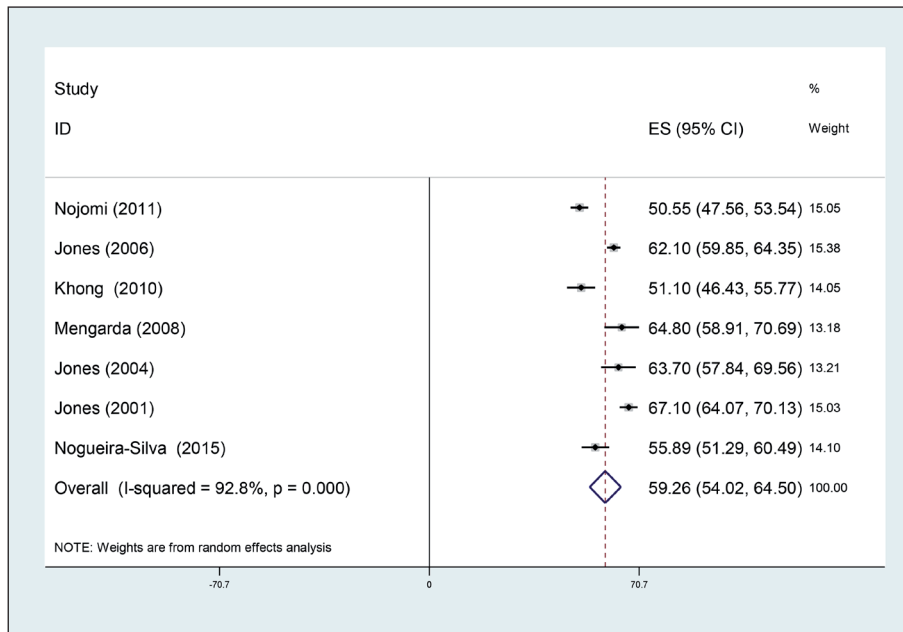 Study %
ID ES (95% CI) Weight
Nojomi (2011) 50.55 (47.56, 53.54) 15.05
Jones (2006) 62.10 (59.85, 64.35) 15.38
Khong (2010) 51.10 (46.43, 55.77) 14.05
Mengarda (2008) 64.80 (58.91, 70.69) 13.18
Jones (2004) 63.70 (57.84, 69.56) 13.21
Jones (2001) 67.10 (64.07, 70.13) 15.03
Nogueira-Silva (2015) 55.89 (51.29, 60.49) 14.10
Overall (I-squared = 92.8%, p = 0.000) 59.26 (54.02, 64.50) 100.00
NOTE: Weights are from random effects analysis
-70.7 0 70.7